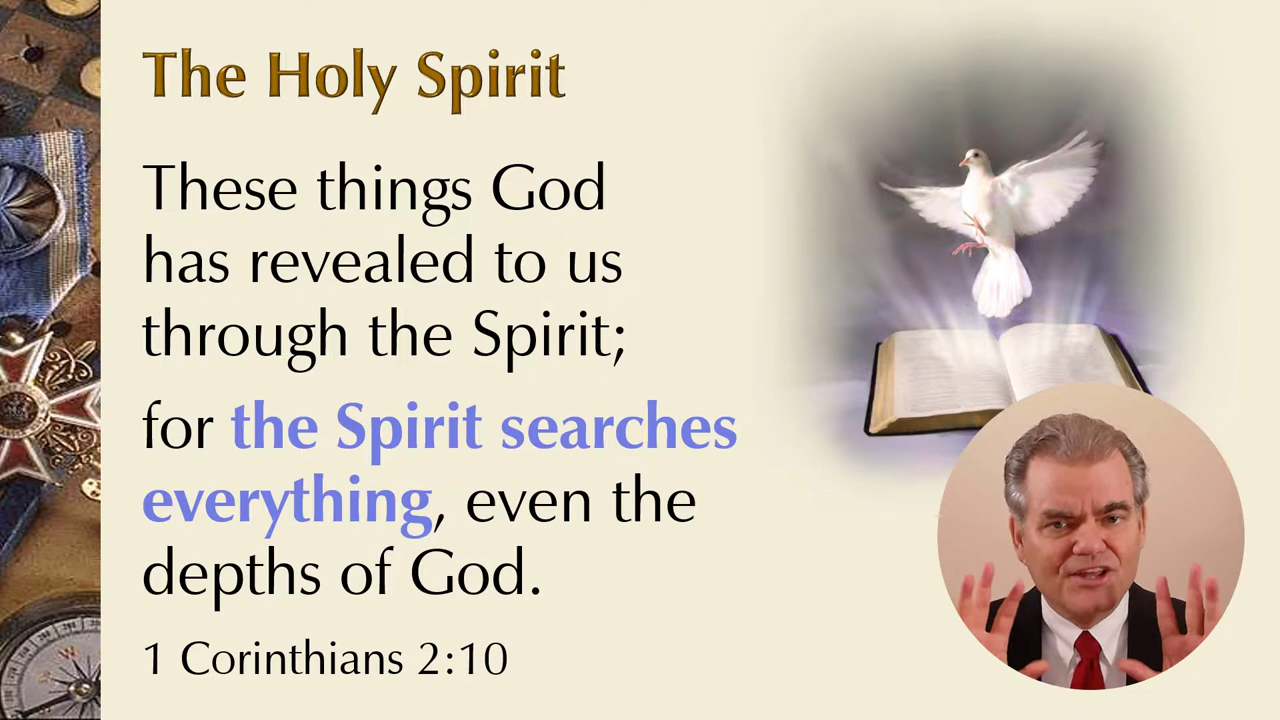 The Holy Spirit
These things God
has revealed to us
through the Spirit;
for the Spirit searches
everything, even the
depths of God.
1 Corinthians 2:10